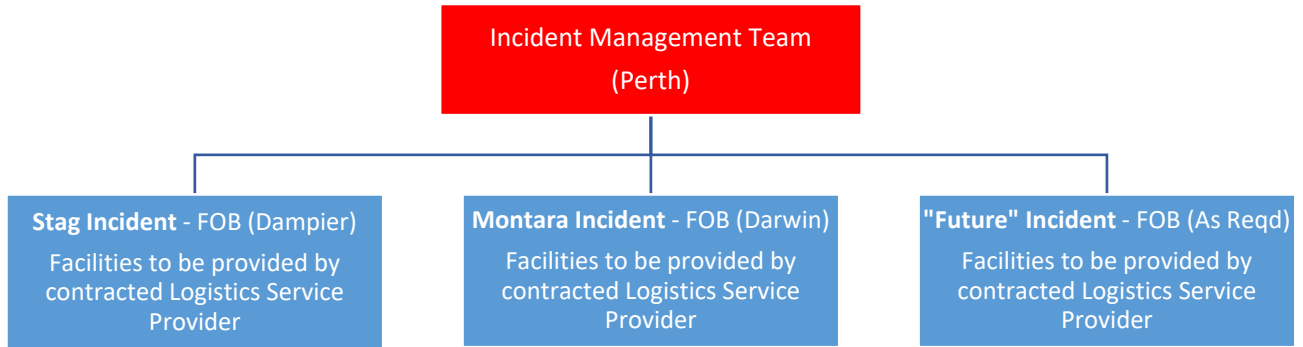 Incident Management Team
(Perth)
Stag Incident - FOB (Dampier)
Facilities to be provided by
contracted Logistics Service
Provider
Montara Incident - FOB (Darwin)
Facilities to be provided by
contracted Logistics Service
Provider
"Future" Incident - FOB (As Reqd)
Facilities to be provided by
contracted Logistics Service
Provider